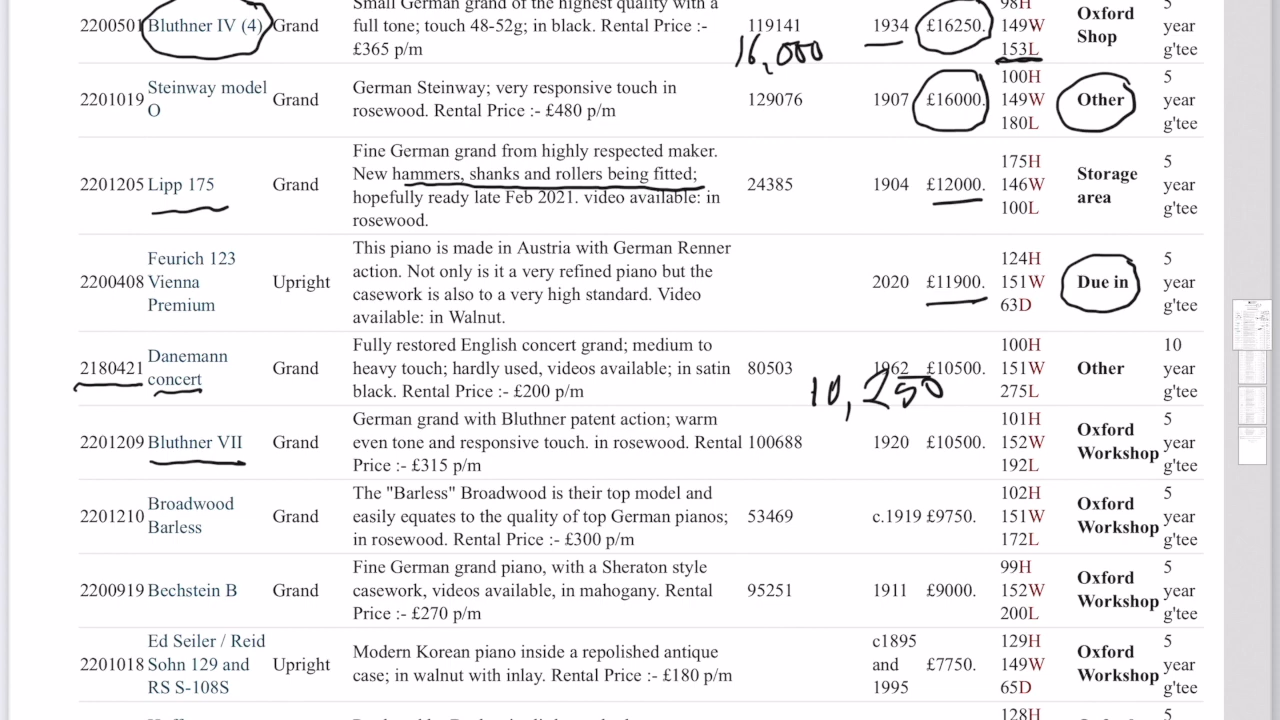 Small German grand of the highest quality with a 98H 5
2200501 Bluthner IV (4) Grand full tone; touch 48-52g; in black. Rental Price :- 119141 1934 £16250. 149W Oxford Shop year
£365 p/m 153L g'tee
16,000
2201019 Steinway model O Grand German Steinway; very responsive touch in 129076 1907 £16000. 100H Other 5
rosewood. Rental Price :- £480 p/m 149W year
180L g'tee
Fine German grand from highly respected maker.
2201205 Lipp 175 Grand New hammers, shanks and rollers being fitted; 24385 1904 £12000. 175H Storage 5
hopefully ready late Feb 2021. video available: in 146W area year
rosewood. 100L g'tee
Feurich 123 This piano is made in Austria with German Renner 124H 5
2200408 Vienna Upright action. Not only is it a very refined piano but the 2020 £11900. 151W Due in year
Premium casework is also to a very high standard. Video 63D g'tee
available: in Walnut.
Danemann Fully restored English concert grand; medium to 100H 10
2180421 concert Grand heavy touch; hardly used, videos available; in satin 80503 1962 £10500. 151W Other year
black. Rental Price :- £200 p/m 275L g'tee
10,250
German grand with Bluthner patent action; warm 101H Oxford 5
2201209 Bluthner VII Grand even tone and responsive touch. in rosewood. Rental 100688 1920 £10500. 152W Workshop year
Price :- £315 p/m 192L g'tee
Broadwood The "Barless" Broadwood is their top model and 102H Oxford 5
2201210 Barless Grand easily equates to the quality of top German pianos; 53469 c.1919 £9750. 151W Workshop year
in rosewood. Rental Price :- £300 p/m 172L g'tee
Fine German grand piano, with a Sheraton style 99H Oxford 5
2200919 Bechstein B Grand casework, videos available, in mahogany. Rental 95251 1911 £9000. 152W Workshop year
Price :- £270 p/m 200L g'tee
Ed Seiler / Reid Modern Korean piano inside a repolished antique c1895 129H Oxford 5
2201018 Sohn 129 and Upright case; in walnut with inlay. Rental Price :- £180 p/m and £7750. 149W Workshop year
RS S-108S 1995 65D g'tee
128H 5